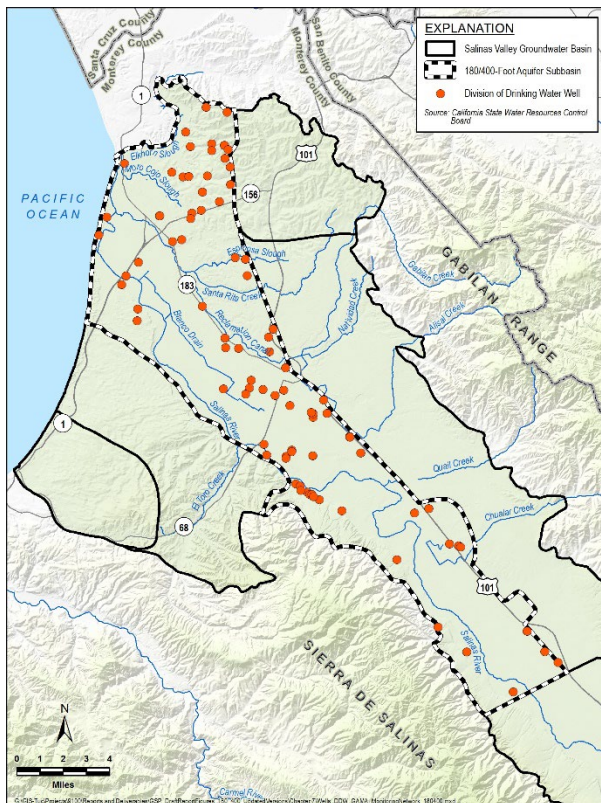 Santa Cruz County
Monterey County
San Benito County
Monterey County
EXPLANATION
Salinas Valley Groundwater Basin
180/400-Foot Aquifer Subbasin
Division of Drinking Water Well
Source: California State Water Resources Control
Board
1
101
Elkhorn Slough
Moro Cojo Slough
156
PACIFIC
OCEAN
Espinosa Slough
Gabilan Creek
GABILAN RANGE
183
Santa Rita Creek
Natividad Creek
Alisal Creek
Reclamation Canal
Blanco Drain
Salinas River
1
Quail Creek
El Toro Creek
Chualar Creek
68
101
Salinas River
SIERRA DE SALINAS
N
0 1 2 3 4
Miles
Carmel River